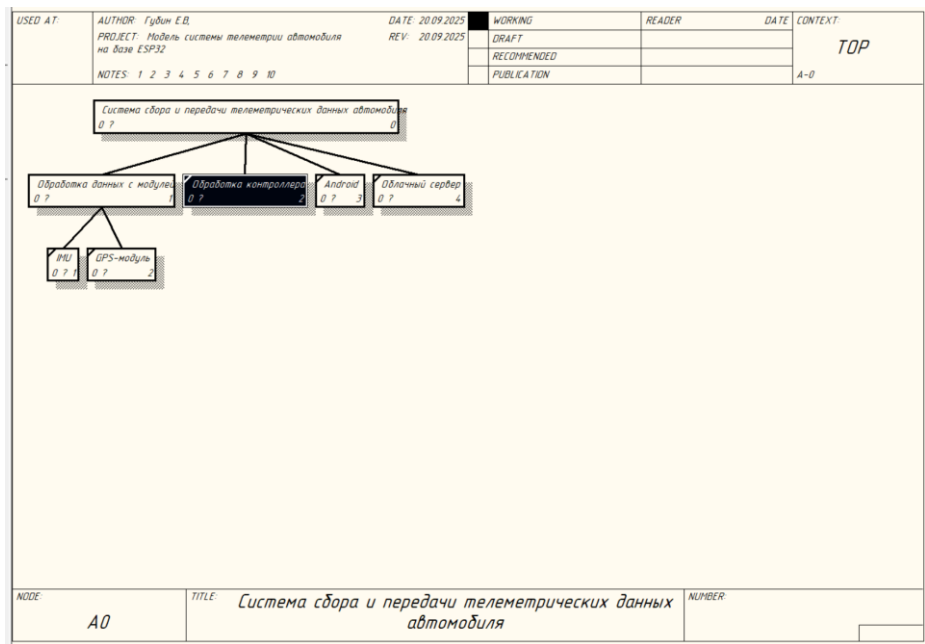 USED AT:
AUTHOR: Губин Е.В,
DATE: 20.09.2025
WORKING
READER
DATE
CONTEXT:
PROJECT: Модель системы телеметрии автомобиля
на базе ESP32
REV: 20.09.2025
DRAFT
TOP
RECOMMENDED
NOTES: 1 2 3 4 5 6 7 8 9 10
PUBLICATION
A-0
Система сбора и передачи телеметрических данных автомобиля
0 ? 0
Обработка данных с модулей
0 ? 1
Обработка контроллера
0 ? 2
Android
0 ? 3
Облачный сервер
0 ? 4
IMU
0 ? 1
GPS-модуль
0 ? 2
NODE:
A0
TITLE:
Система сбора и передачи телеметрических данных
автомобиля
NUMBER: